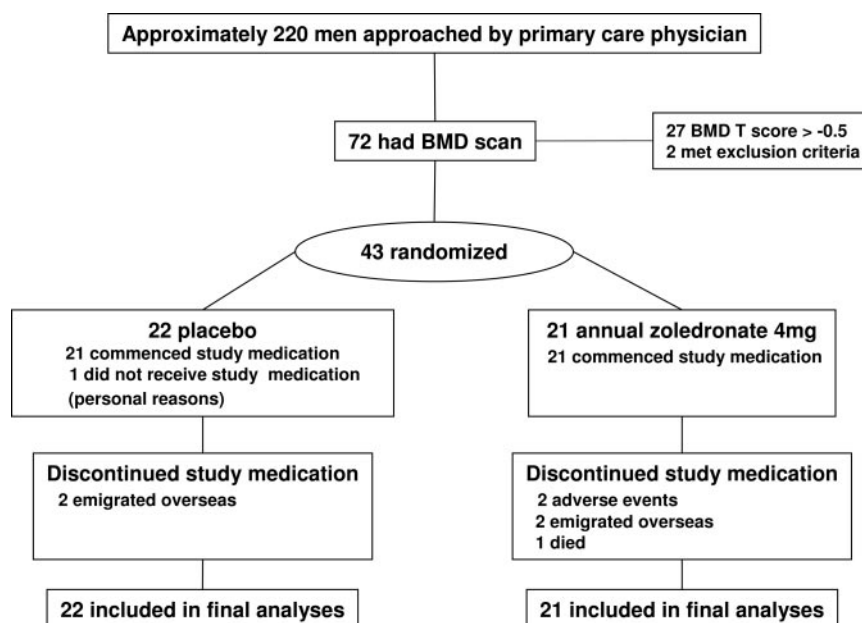 Approximately 220 men approached by primary care physician
72 had BMD scan
27 BMD T score > -0.5
2 met exclusion criteria
43 randomized
22 placebo
21 commenced study medication
1 did not receive study medication
(personal reasons)
21 annual zoledronate 4mg
21 commenced study medication
Discontinued study medication
2 emigrated overseas
Discontinued study medication
2 adverse events
2 emigrated overseas
1 died
22 included in final analyses
21 included in final analyses